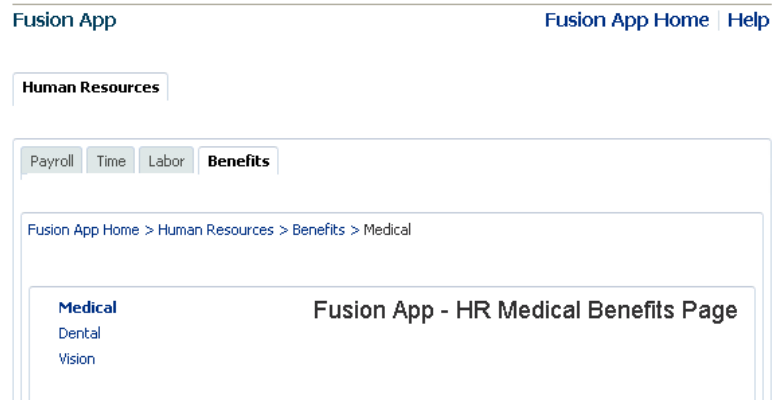 Fusion App Fusion App Home Help
Human Resources
Payroll Time Labor Benefits
Fusion App Home > Human Resources > Benefits > Medical
Medical Fusion App - HR Medical Benefits Page
Dental
Vision